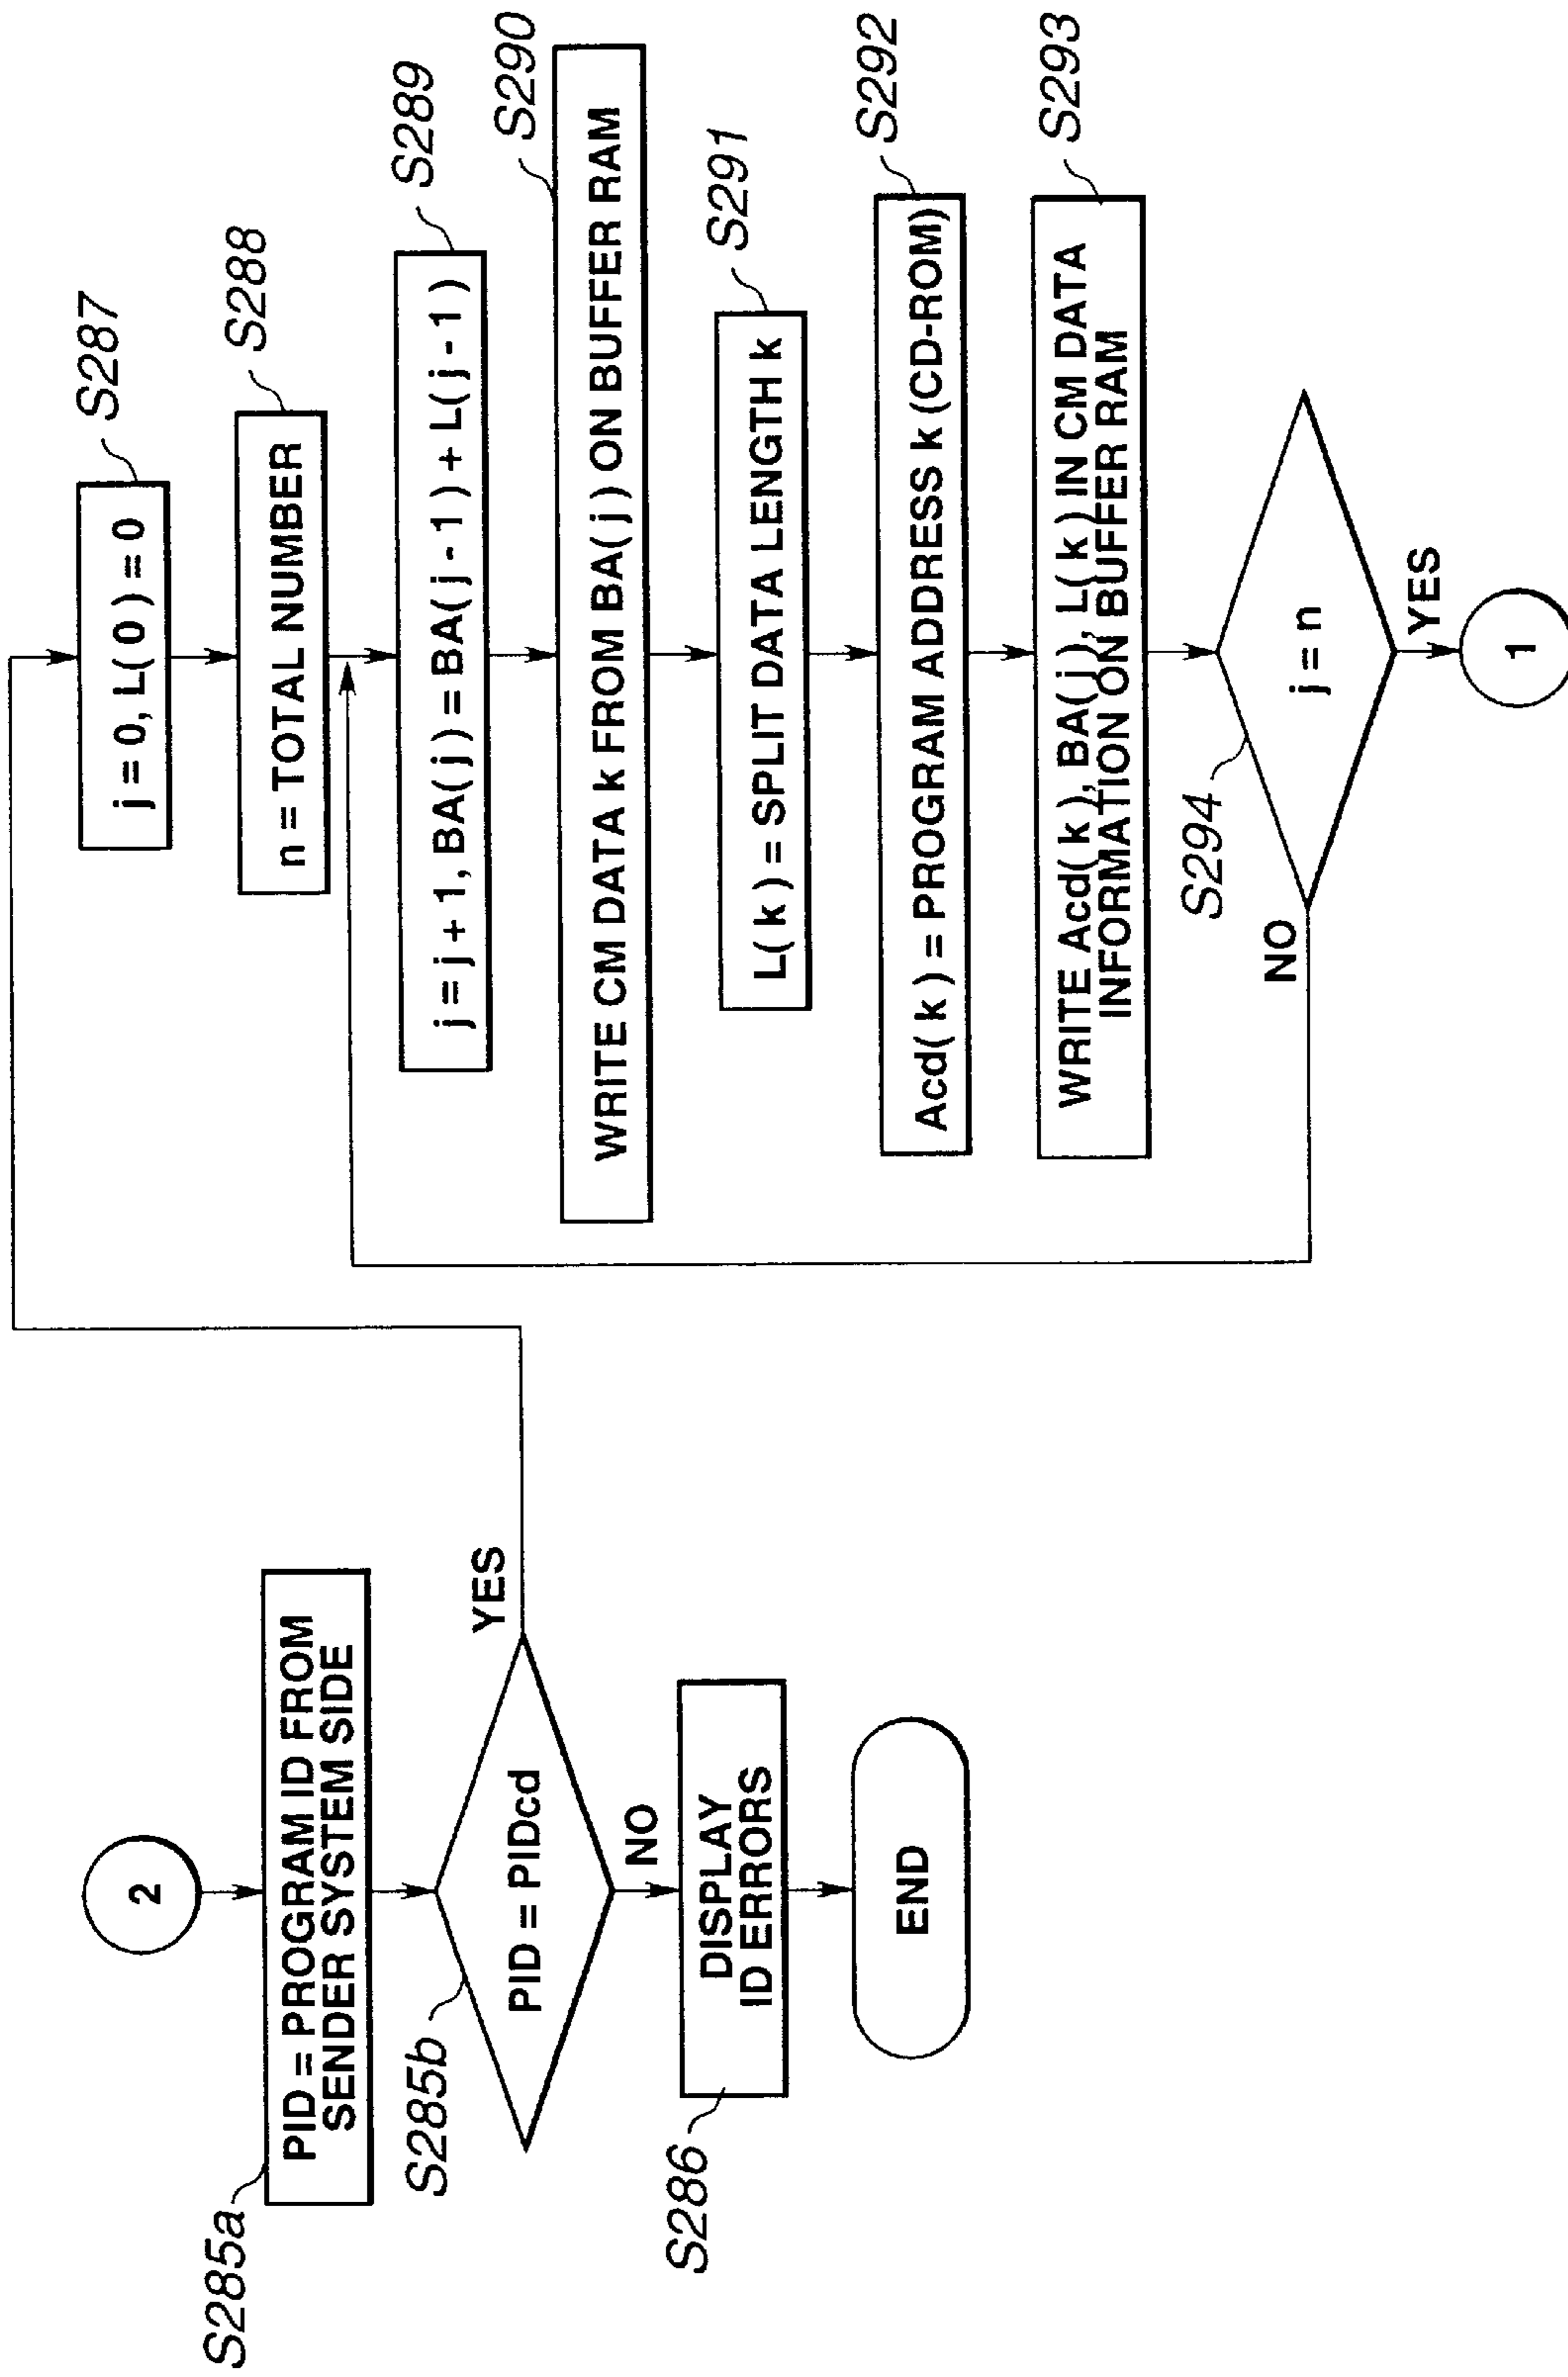 2
S285a
PID = PROGRAM ID FROM
SENDER SYSTEM SIDE
S285b
PID = PIDcd
YES
NO
S286
DISPLAY
ID ERRORS
END
S287
j = 0, L( 0 ) = 0
S288
n = TOTAL NUMBER
S289
j = j + 1, BA( j ) = BA( j - 1 ) + L( j - 1 )
S290
WRITE CM DATA k FROM BA( j ) ON BUFFER RAM
S291
L( k ) = SPLIT DATA LENGTH k
S292
Acd( k ) = PROGRAM ADDRESS k (CD-ROM)
S293
WRITE Acd( k ), BA( j ), L( k ) IN CM DATA
INFORMATION ON BUFFER RAM
S294
j = n
NO
YES
1